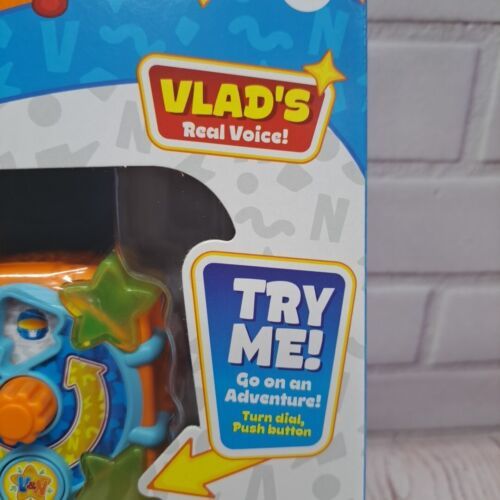 VLAD'S
Real Voice!
TRY
ME!
Go on an
Adventure!
Turn dial,
Push button
V&N